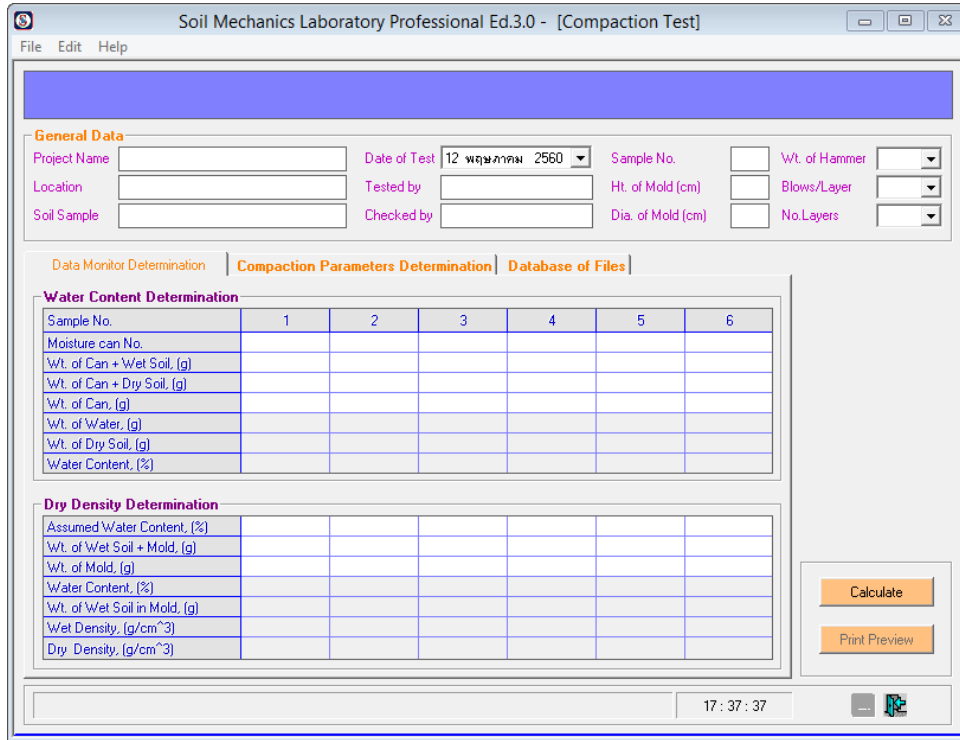 Soil Mechanics Laboratory Professional Ed.3.0 - [Compaction Test]
File Edit Help
General Data
Project Name Date of Test 12 พฤษภาคม 2560 Sample No. Wt. of Hammer
Location Tested by Ht. of Mold (cm) Blows/Layer
Soil Sample Checked by Dia. of Mold (cm) No.Layers
Data Monitor Determination Compaction Parameters Determination Database of Files
Water Content Determination
Sample No. 1 2 3 4 5 6
Moisture can No.
Wt. of Can + Wet Soil, (g)
Wt. of Can + Dry Soil, (g)
Wt. of Can, (g)
Wt. of Water, (g)
Wt. of Dry Soil, (g)
Water Content, (%)
Dry Density Determination
Assumed Water Content, (%)
Wt. of Wet Soil + Mold, (g)
Wt. of Mold, (g)
Water Content, (%)
Wt. of Wet Soil in Mold, (g)
Wet Density, (g/cm^3)
Dry Density, (g/cm^3)
Calculate
Print Preview
17 : 37 : 37